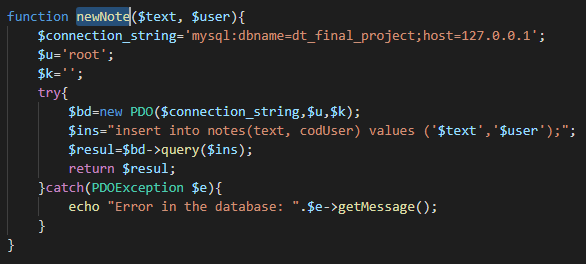 function newNote($text, $user){
$connection_string='mysql:dbname=dt_final_project;host=127.0.0.1';
$u='root';
$k='';
try{
$bd=new PDO($connection_string,$u,$k);
$ins="insert into notes(text, codUser) values ('$text','$user');";
$resul=$bd->query($ins);
return $resul;
}catch(PDOException $e){
echo "Error in the database: ".$e->getMessage();
}
}